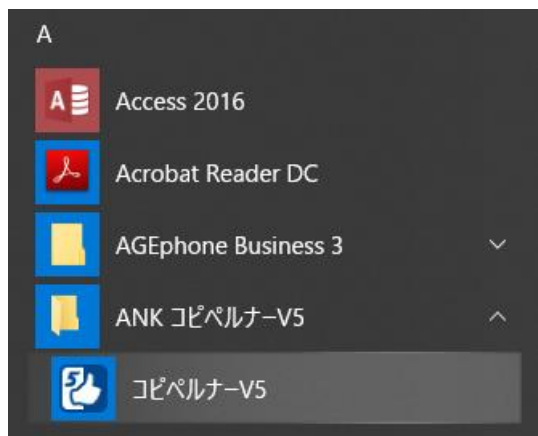 A
Access 2016
Acrobat Reader DC
AGEphone Business 3
ANK コピペルナーV5
コピペルナーV5